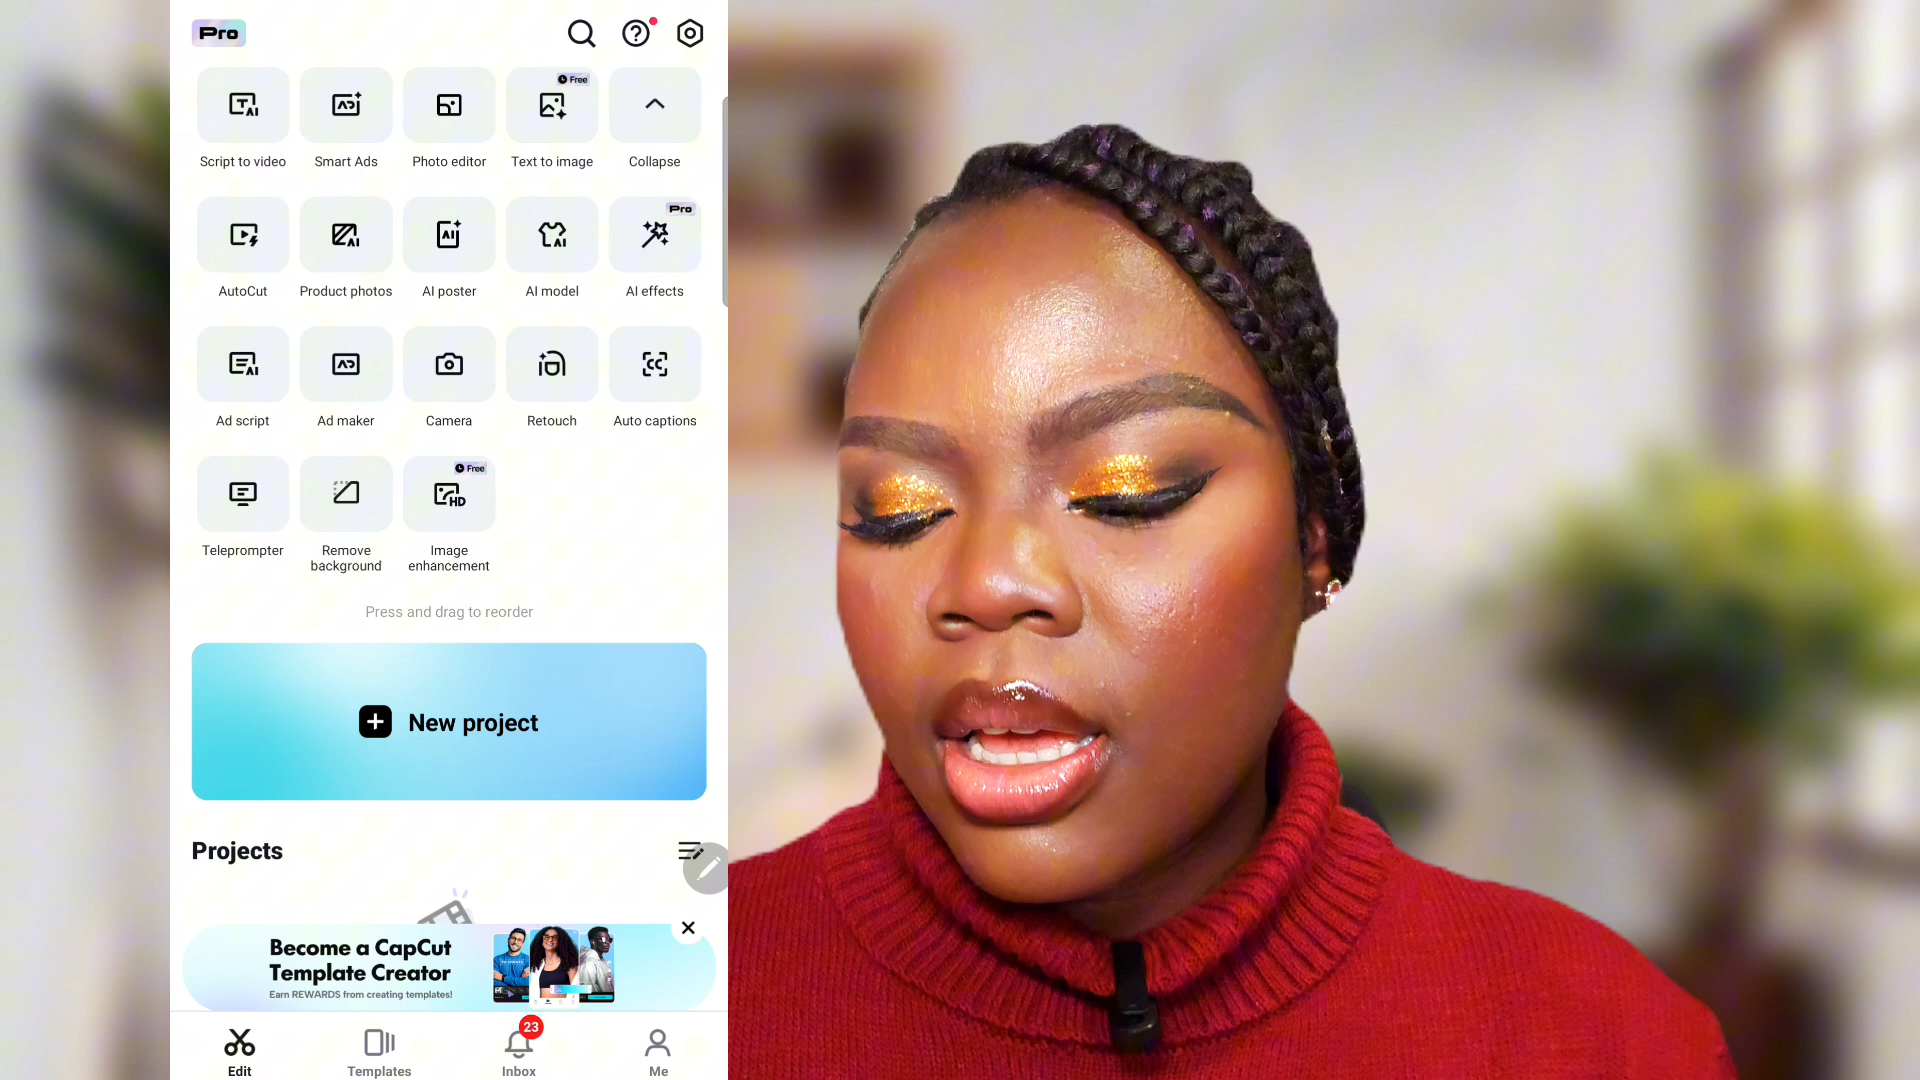 Pro
Free
Script to video
Smart Ads
Photo editor
Text to image
Collapse
Pro
AutoCut
Product photos
AI poster
AI model
AI effects
Ad script
Ad maker
Camera
Retouch
Auto captions
Free
Teleprompter
Remove
background
Image
enhancement
Press and drag to reorder
New project
Projects
Become a CapCut
Template Creator
Earn REWARDS from creating templates!
23
Edit
Templates
Inbox
Me